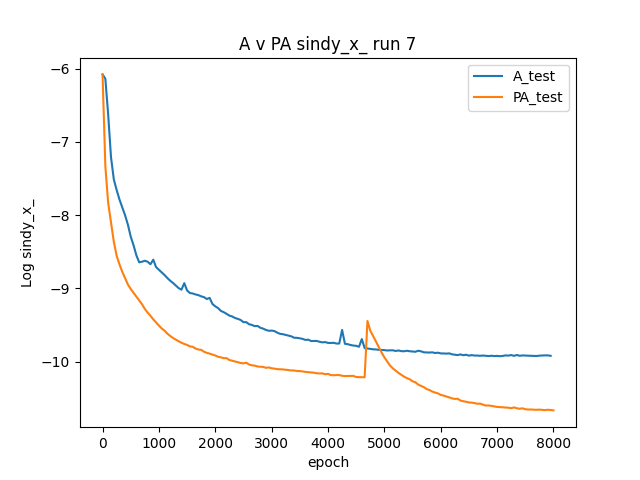 A v PA sindy_x_ run 7
A_test
PA_test
Log sindy_x_
−6
−7
−8
−9
−10
0 1000 2000 3000 4000 5000 6000 7000 8000
epoch